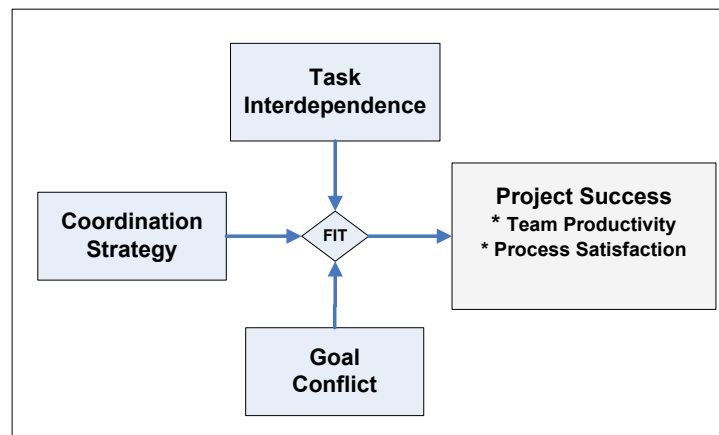 Task
Interdependence
Coordination
Strategy
FIT
Project Success
* Team Productivity
* Process Satisfaction
Goal
Conflict